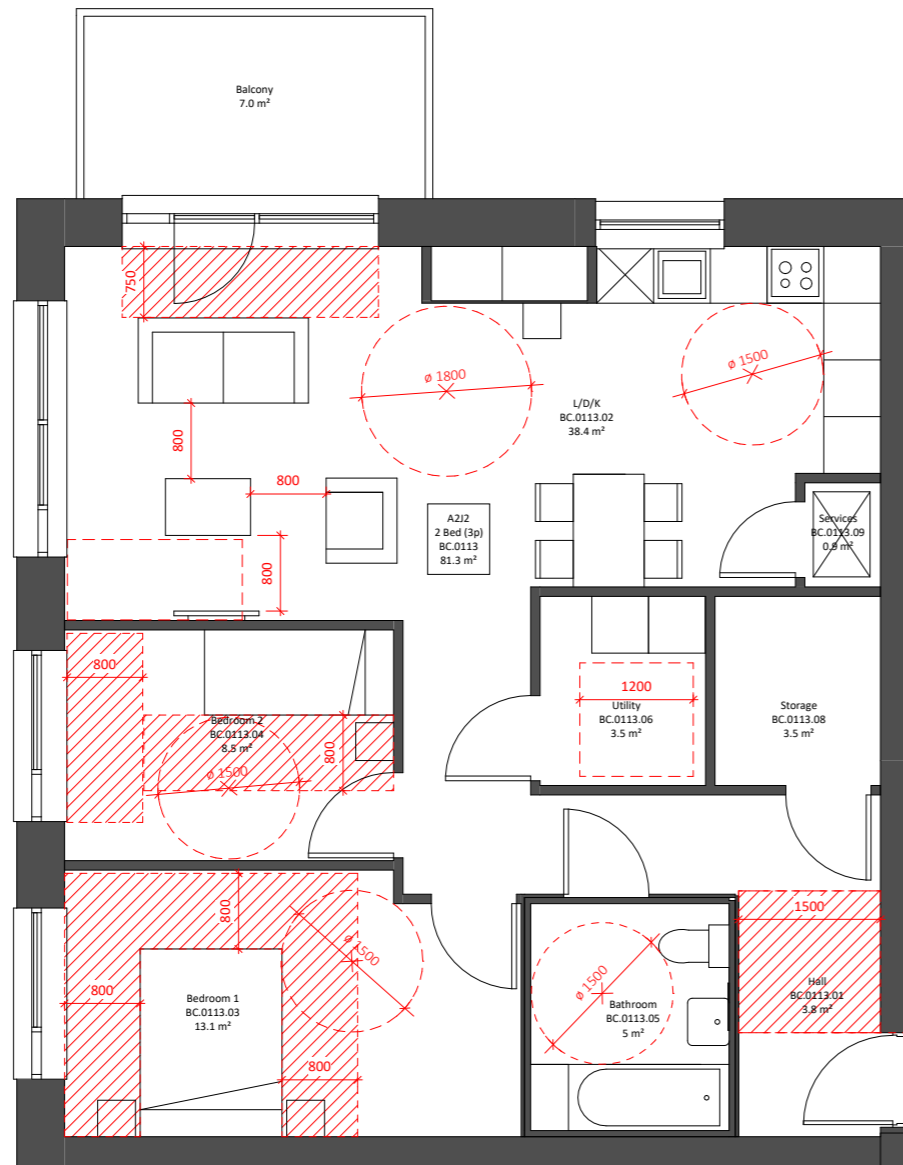 Balcony
7.0 m²
750
ø 1800
ø 1500
L/D/K
BC.0113.02
38.4 m²
800
800
A2J2
2 Bed (3p)
BC.0113
81.3 m²
Services
BC.0113.09
0.9 m²
800
800
Bedroom 2
BC.0113.04
8.5 m²
800
ø 1500
1200
Utility
BC.0113.06
3.5 m²
Storage
BC.0113.08
3.5 m²
800
ø 1500
800
Bedroom 1
BC.0113.03
13.1 m²
800
ø 1500
Bathroom
BC.0113.05
5 m²
1500
Hall
BC.0113.01
3.8 m²